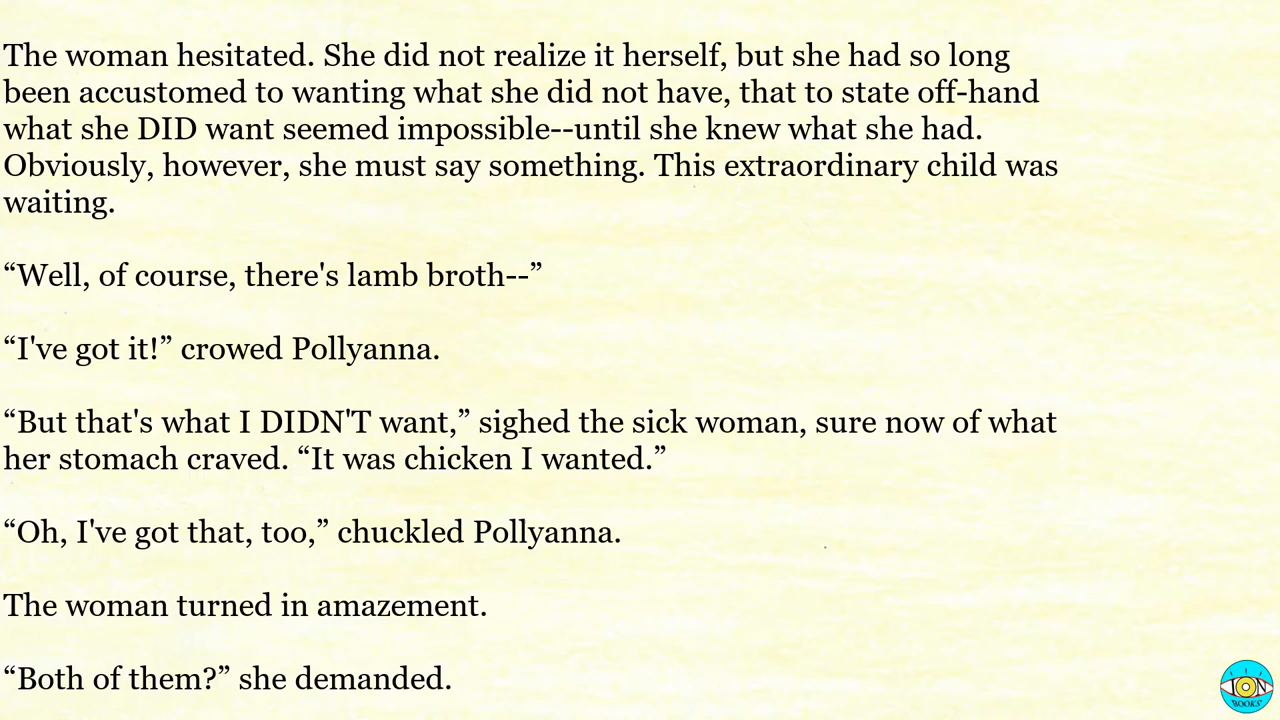 The woman hesitated. She did not realize it herself, but she had so long
been accustomed to wanting what she did not have, that to state off-hand
what she DID want seemed impossible--until she knew what she had.
Obviously, however, she must say something. This extraordinary child was
waiting.
“Well, of course, there's lamb broth--”
“I've got it!” crowed Pollyanna.
“But that's what I DIDN'T want,” sighed the sick woman, sure now of what
her stomach craved. “It was chicken I wanted.”
“Oh, I've got that, too,” chuckled Pollyanna.
The woman turned in amazement.
“Both of them?” she demanded.
ION
BOOKS